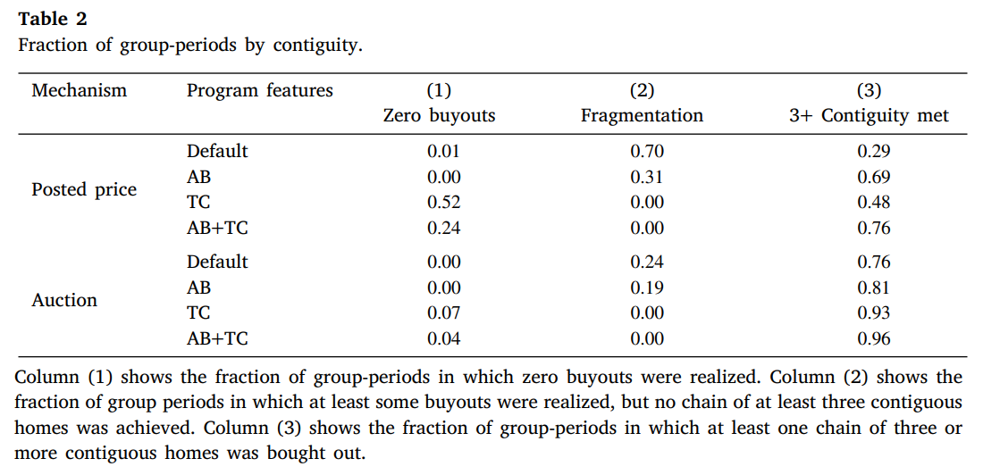 Table 2
Fraction of group-periods by contiguity.
Mechanism Program features (1) (2) (3)
Zero buyouts Fragmentation 3+ Contiguity met
Posted price
Default 0.01 0.70 0.29
AB 0.00 0.31 0.69
TC 0.52 0.00 0.48
AB+TC 0.24 0.00 0.76
Auction
Default 0.00 0.24 0.76
AB 0.00 0.19 0.81
TC 0.07 0.00 0.93
AB+TC 0.04 0.00 0.96
Column (1) shows the fraction of group-periods in which zero buyouts were realized. Column (2) shows the
fraction of group periods in which at least some buyouts were realized, but no chain of at least three contiguous
homes was achieved. Column (3) shows the fraction of group-periods in which at least one chain of three or
more contiguous homes was bought out.